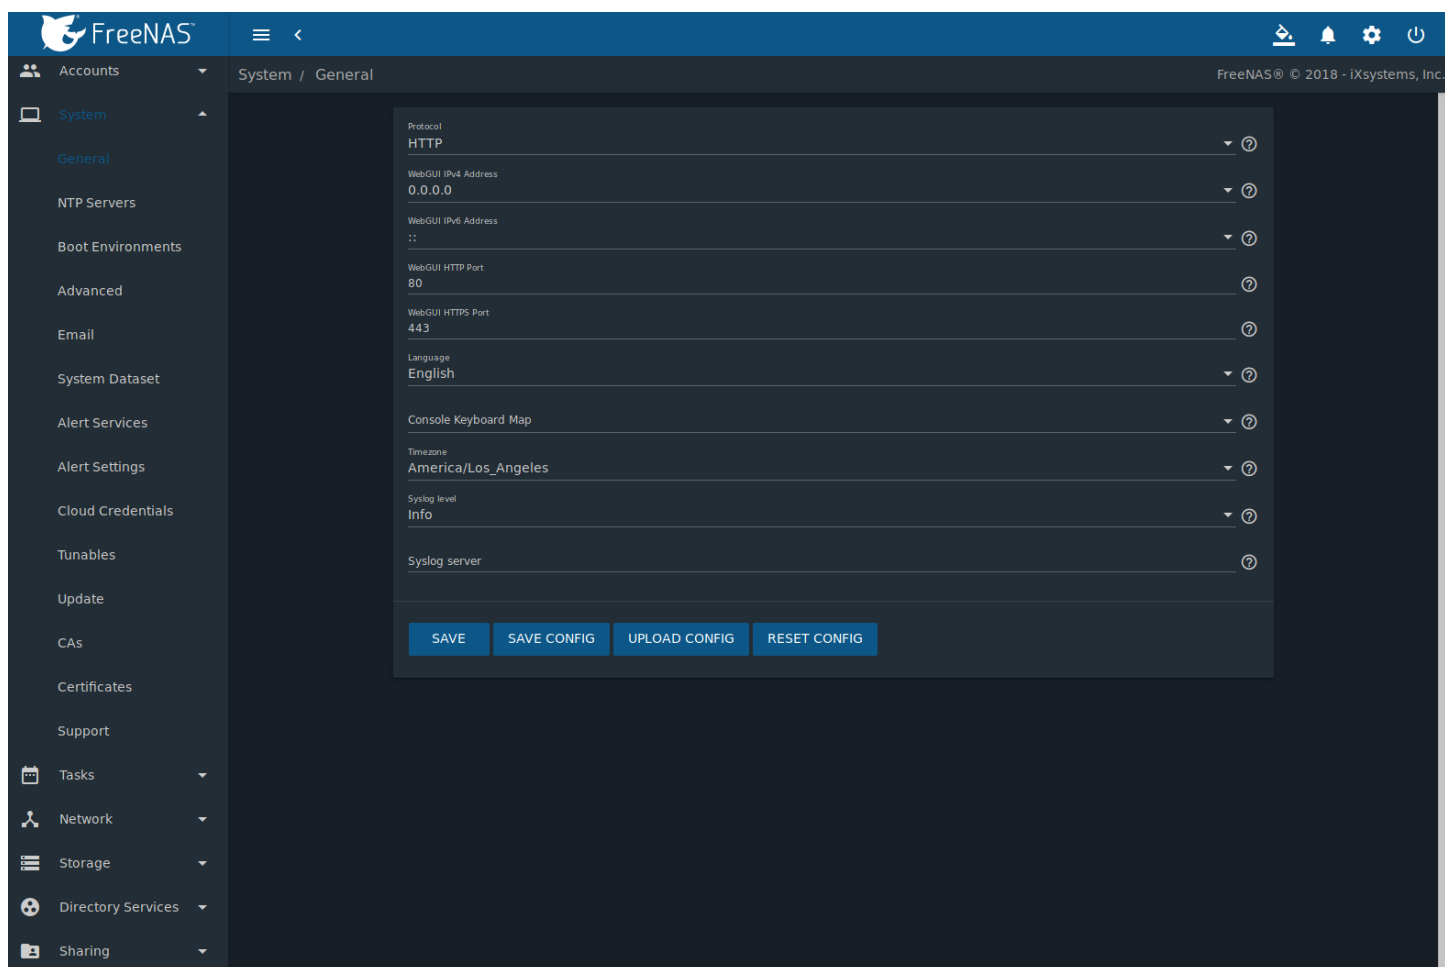 FreeNAS™
System / General
FreeNAS® © 2018 - iXsystems, Inc.
Accounts
System
General
NTP Servers
Boot Environments
Advanced
Email
System Dataset
Alert Services
Alert Settings
Cloud Credentials
Tunables
Update
CAs
Certificates
Support
Tasks
Network
Storage
Directory Services
Sharing
Protocol
HTTP
WebGUI IPv4 Address
0.0.0.0
WebGUI IPv6 Address
::
WebGUI HTTP Port
80
WebGUI HTTPS Port
443
Language
English
Console Keyboard Map
Timezone
America/Los_Angeles
Syslog level
Info
Syslog server
SAVE SAVE CONFIG UPLOAD CONFIG RESET CONFIG